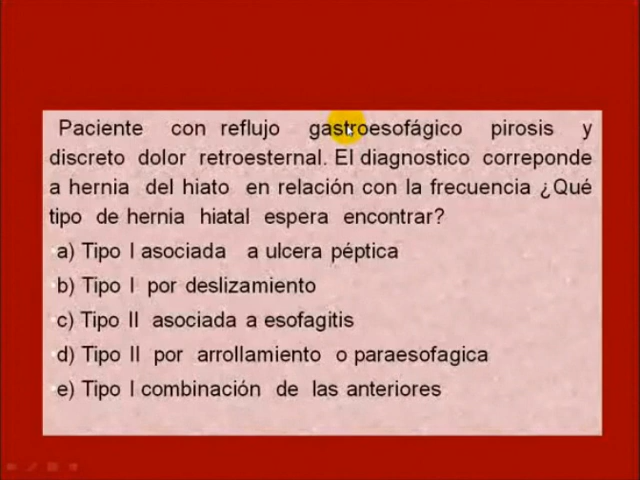 Paciente con reflujo gastroesofágico pirosis y
discreto dolor retroesternal. El diagnostico correponde
a hernia del hiato en relación con la frecuencia ¿Qué
tipo de hernia hiatal espera encontrar?
a) Tipo I asociada a ulcera péptica
b) Tipo I por deslizamiento
c) Tipo II asociada a esofagitis
d) Tipo II por arrollamiento o paraesofagica
e) Tipo I combinación de las anteriores